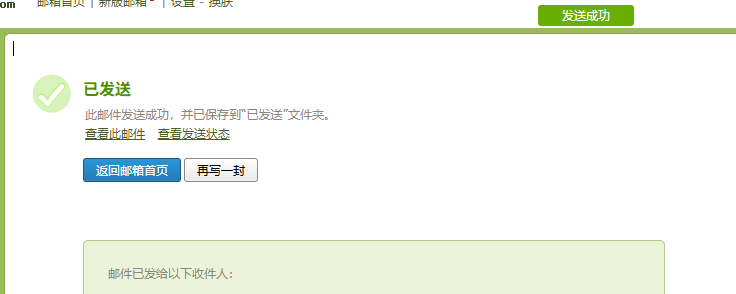 om 邮箱首页 | 新版邮箱 | 设置 - 换肤
发送成功
已发送
此邮件发送成功，并已保存到“已发送”文件夹。
查看此邮件 查看发送状态
返回邮箱首页 再写一封
邮件已发给以下收件人：